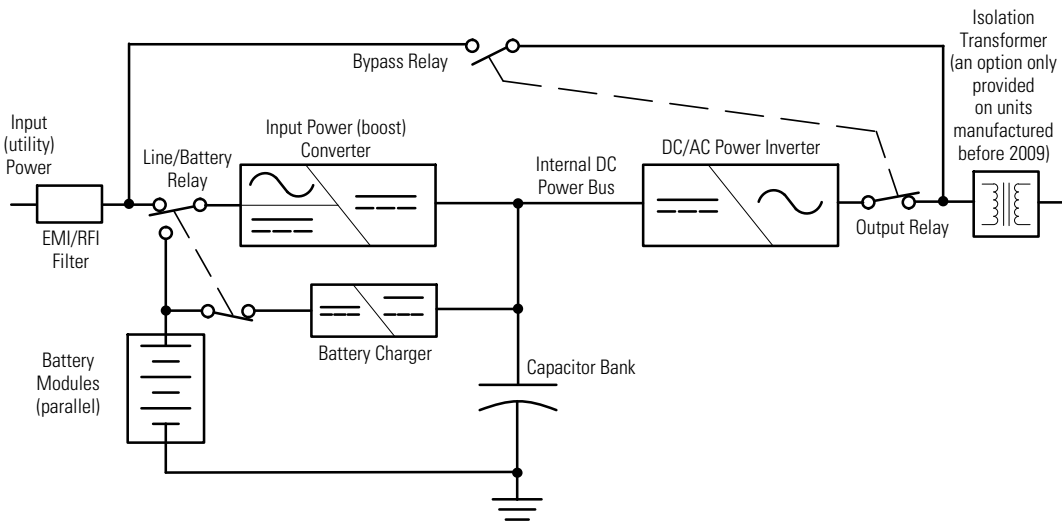 Isolation
Transformer
(an option only
provided
on units
manufactured
before 2009)
Bypass Relay
Input
(utility)
Power
Line/Battery
Relay
Input Power (boost)
Converter
Internal DC
Power Bus
DC/AC Power Inverter
EMI/RFI
Filter
Output Relay
Battery Charger
Battery
Modules
(parallel)
Capacitor Bank